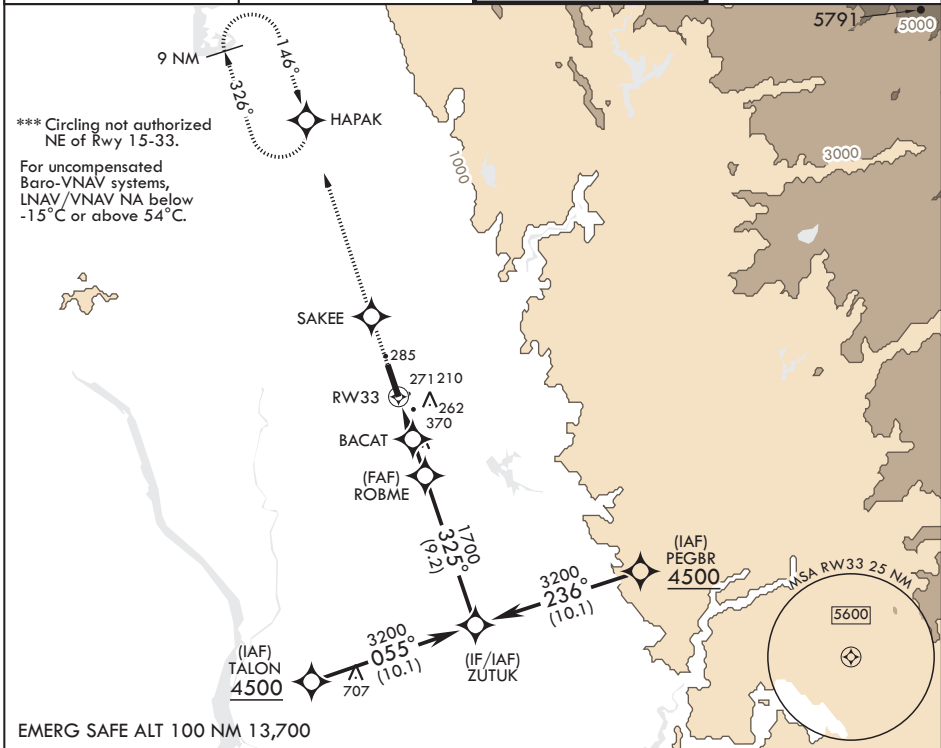 5791
5000
9 NM
146°
326°
HAPAK
*** Circling not authorized
NE of Rwy 15-33.
For uncompensated
Baro-VNAV systems,
LNAV/VNAV NA below
-15°C or above 54°C.
1000
3000
SAKEE
285
RW33
271
210
262
370
BACAT
(FAF)
ROBME
1700
325°
(9.2)
(IAF)
PEGBR
4500
3200
236°
(10.1)
MSA RW33 25 NM
5600
3200
055°
(10.1)
(IAF)
TALON
4500
707
(IF/IAF)
ZUTUK
EMERG SAFE ALT 100 NM 13,700